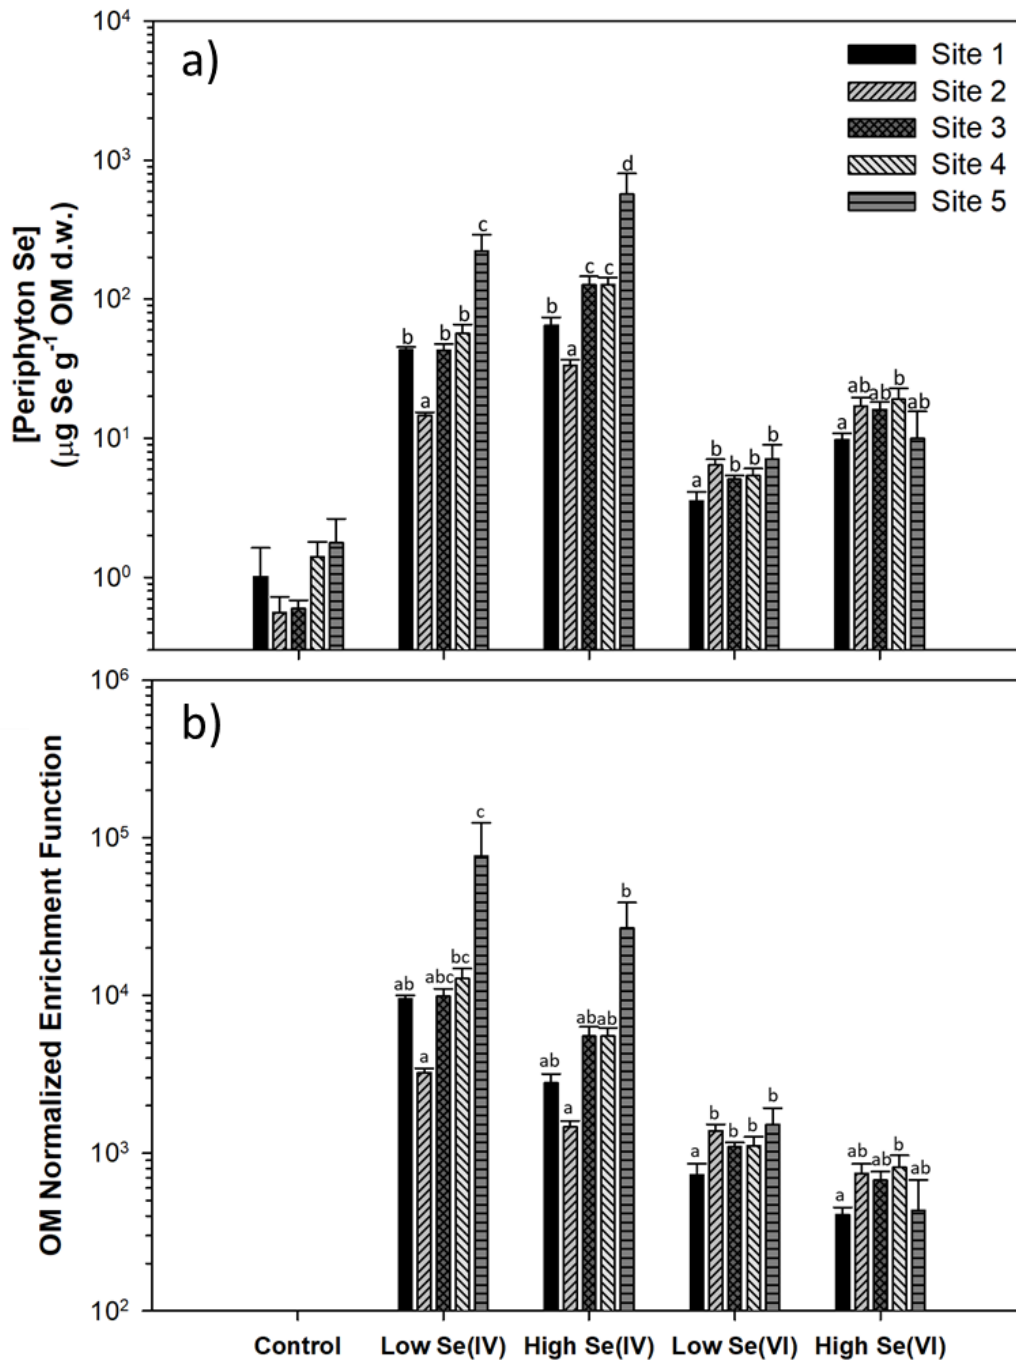 a)
Site 1
Site 2
Site 3
Site 4
Site 5
[Periphyton Se]
(µg Se g⁻¹ OM d.w.)
10⁴
10³
10²
10¹
10⁰
b a b b c
b a c c d
a b b b b
a ab ab b ab
b)
OM Normalized Enrichment Function
10⁶
10⁵
10⁴
10³
10²
ab a abc bc c
ab a ab ab b
a b b b b
a ab ab b ab
Control Low Se(IV) High Se(IV) Low Se(VI) High Se(VI)